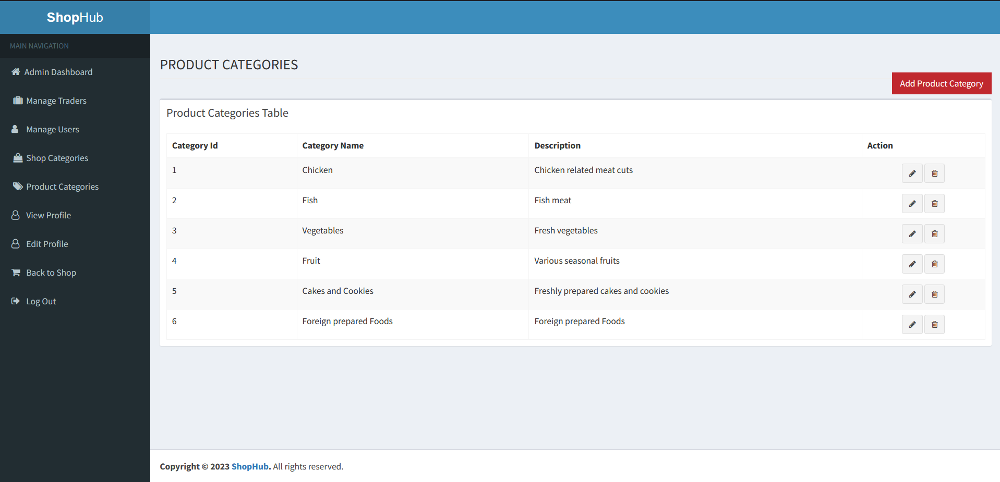 ShopHub
MAIN NAVIGATION
Admin Dashboard
Manage Traders
Manage Users
Shop Categories
Product Categories
View Profile
Edit Profile
Back to Shop
Log Out
PRODUCT CATEGORIES
Add Product Category
Product Categories Table
Category Id Category Name Description Action
1 Chicken Chicken related meat cuts
2 Fish Fish meat
3 Vegetables Fresh vegetables
4 Fruit Various seasonal fruits
5 Cakes and Cookies Freshly prepared cakes and cookies
6 Foreign prepared Foods Foreign prepared Foods
Copyright © 2023 ShopHub. All rights reserved.